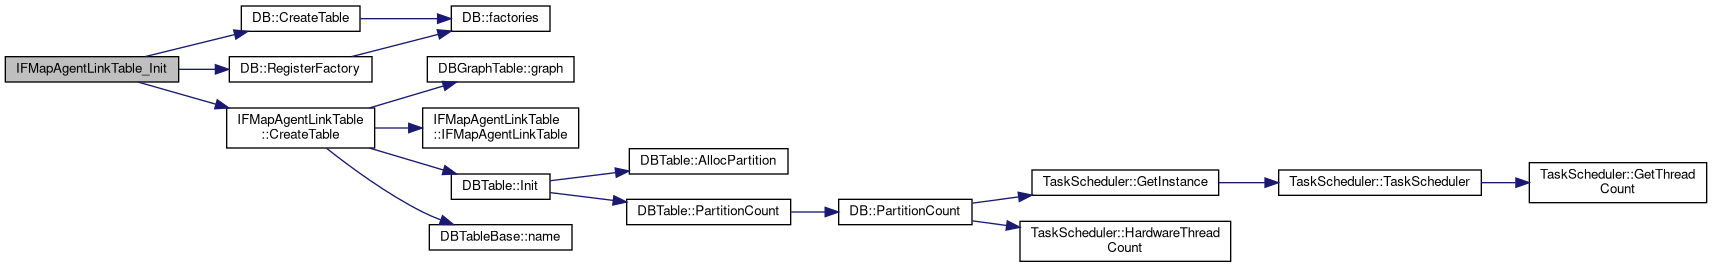 IFMapAgentLinkTable_Init
DB::CreateTable
DB::factories
DB::RegisterFactory
DBGraphTable::graph
IFMapAgentLinkTable
::CreateTable
IFMapAgentLinkTable
::IFMapAgentLinkTable
DBTable::Init
DBTable::AllocPartition
DBTable::PartitionCount
DB::PartitionCount
TaskScheduler::GetInstance
TaskScheduler::TaskScheduler
TaskScheduler::GetThread
Count
TaskScheduler::HardwareThread
Count
DBTableBase::name